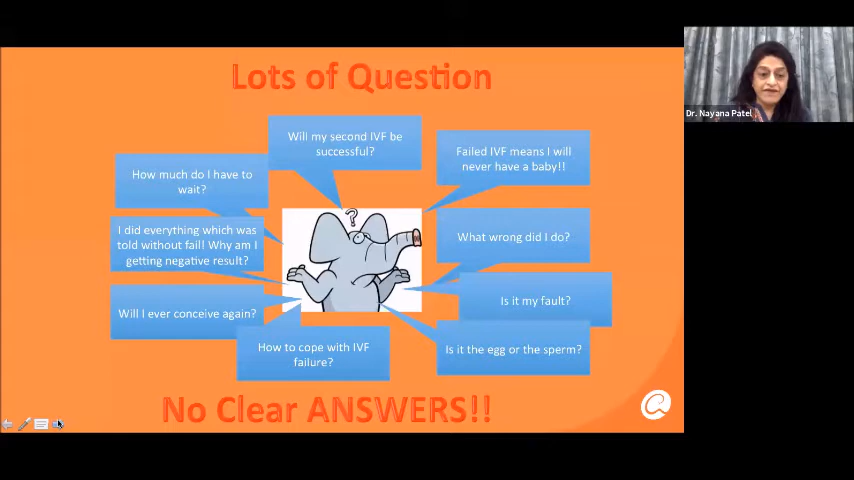 Lots of Question
Will my second IVF be
successful?
Failed IVF means I will
never have a baby!!
How much do I have to
wait?
I did everything which was
told without fail! Why am I
getting negative result?
?
What wrong did I do?
Is it my fault?
Will I ever conceive again?
How to cope with IVF
failure?
Is it the egg or the sperm?
No Clear ANSWERS!!
Dr. Nayana Patel